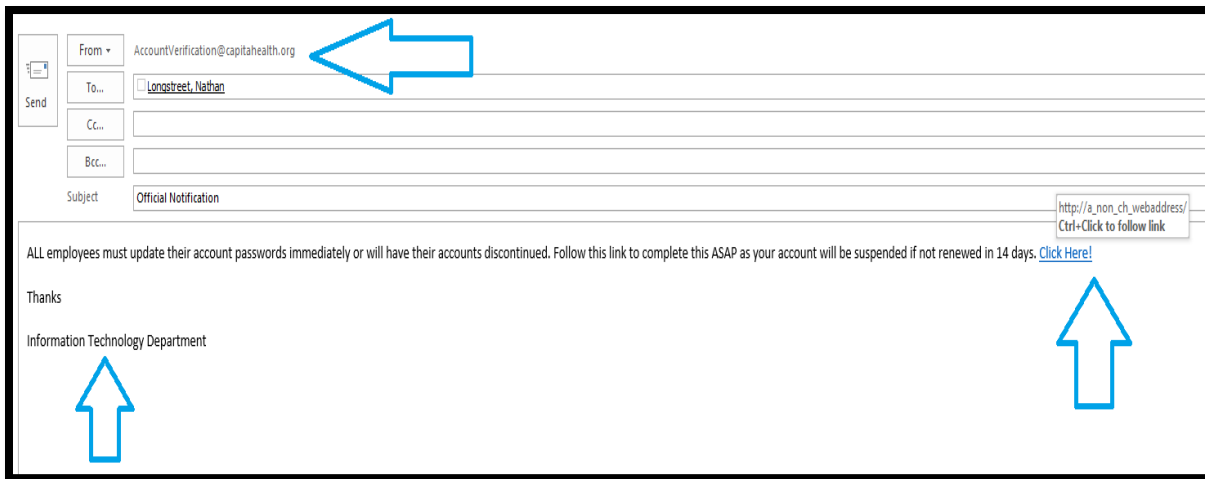 From
AccountVerification@capitahealth.org
Send
To...
Longstreet, Nathan
Cc...
Bcc...
Subject
Official Notification
http://a_non_ch_webaddress/
Ctrl+Click to follow link
ALL employees must update their account passwords immediately or will have their accounts discontinued. Follow this link to complete this ASAP as your account will be suspended if not renewed in 14 days. Click Here!
Thanks
Information Technology Department